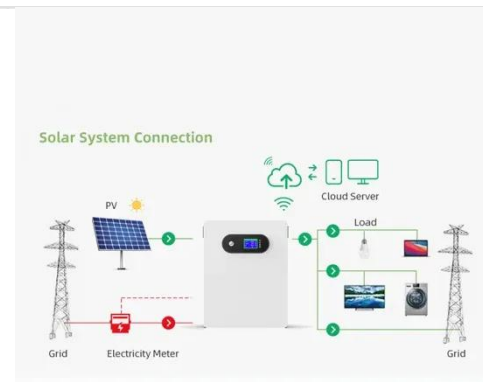 Solar System Connection
Cloud Server
PV
Load
Grid
Electricity Meter
Grid